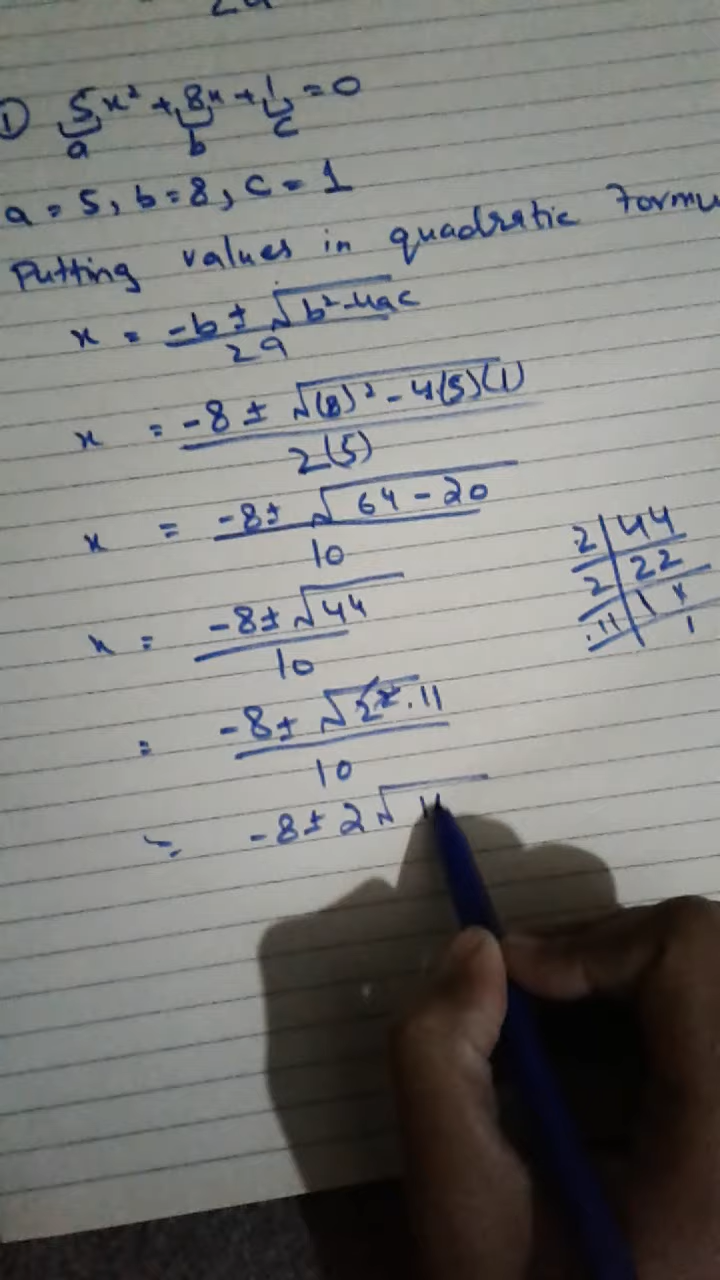 2a
① 5x² + 8x + 1 = 0
a b c
a = 5, b = 8, c = 1
Putting values in quadratic Formu
x = -b ± √b²-4ac
2a
x = -8 ± √(8)² - 4(5)(1)
2(5)
x = -8 ± √64 - 20
10
2 | 44
2 | 22
11 | 11
1
x = -8 ± √44
10
= -8 ± √2² . 11
10
= -8 ± 2√11